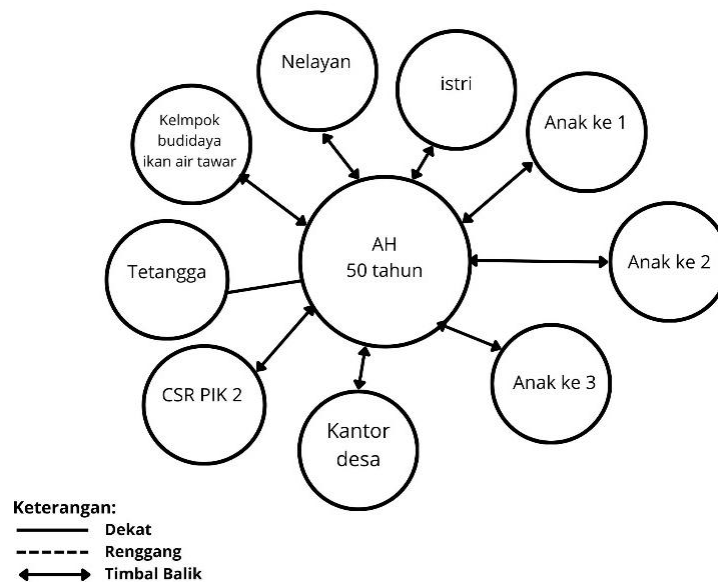 Nelayan
istri
Kelmpok
budidaya
ikan air tawar
Anak ke 1
AH
50 tahun
Tetangga
Anak ke 2
CSR PIK 2
Anak ke 3
Kantor
desa
Keterangan:
Dekat
Renggang
Timbal Balik